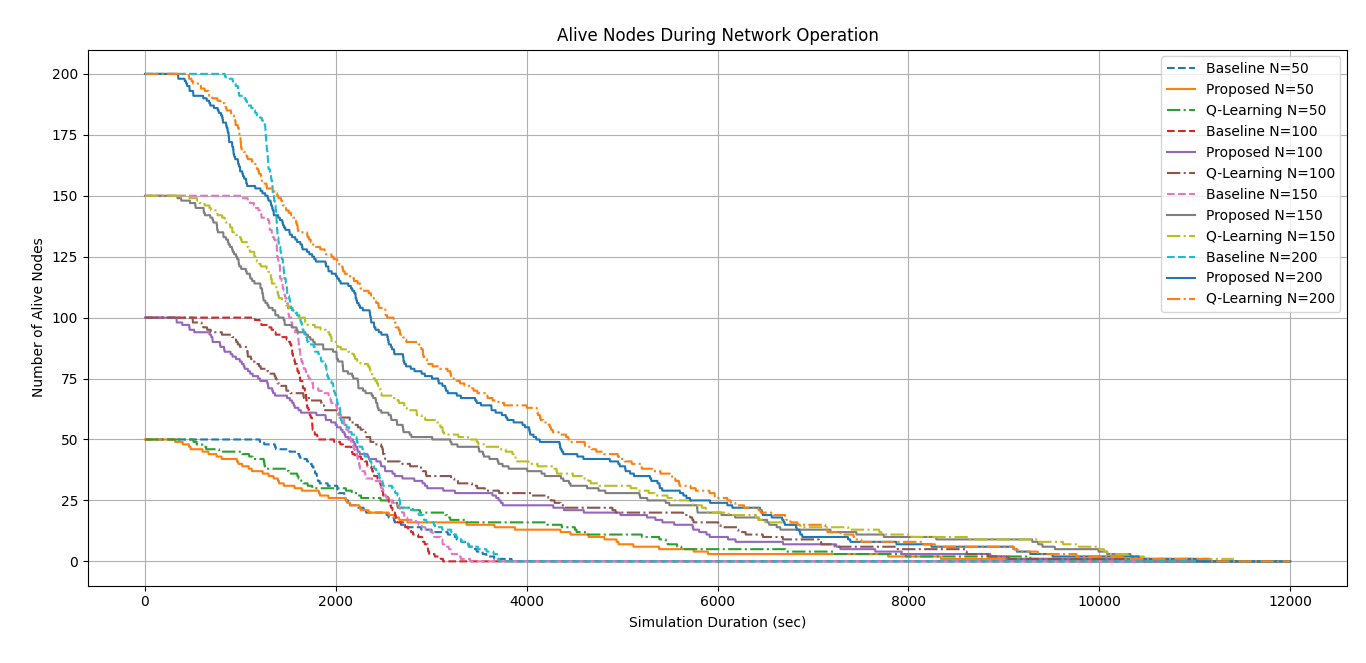 Alive Nodes During Network Operation
Number of Alive Nodes
200
175
150
125
100
75
50
25
0
0 2000 4000 6000 8000 10000 12000
Simulation Duration (sec)
Baseline N=50
Proposed N=50
Q-Learning N=50
Baseline N=100
Proposed N=100
Q-Learning N=100
Baseline N=150
Proposed N=150
Q-Learning N=150
Baseline N=200
Proposed N=200
Q-Learning N=200